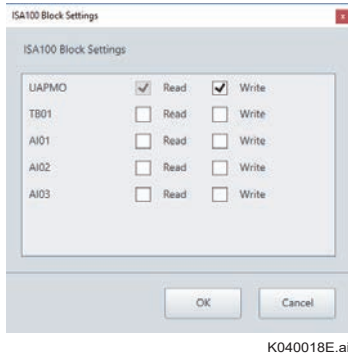 ISA100 Block Settings
x
ISA100 Block Settings
UAPMO Read Write
TB01 Read Write
AI01 Read Write
AI02 Read Write
AI03 Read Write
OK Cancel
K040018E.ai